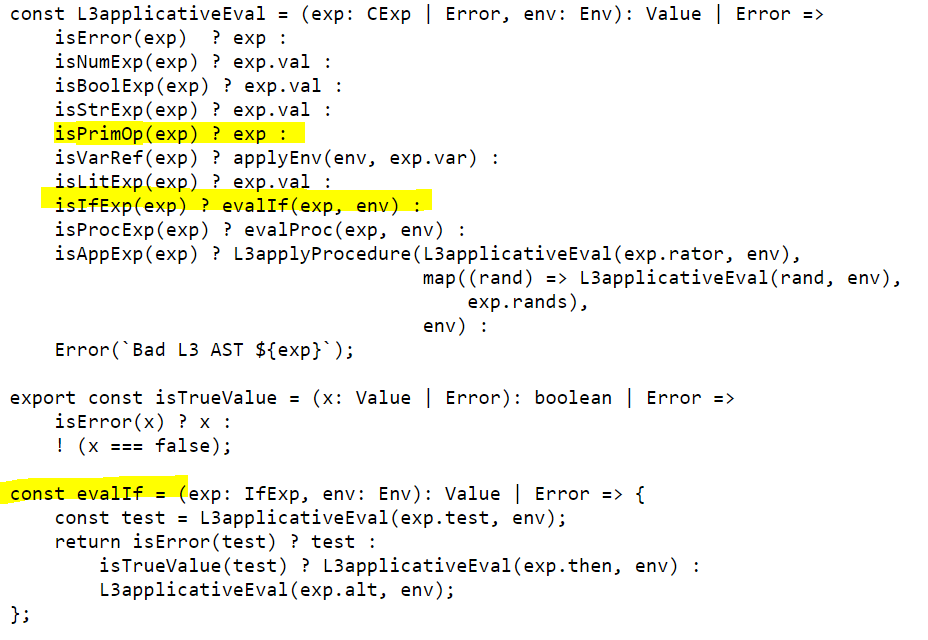 const L3applicativeEval = (exp: CExp | Error, env: Env): Value | Error =>
    isError(exp)  ? exp :
    isNumExp(exp) ? exp.val :
    isBoolExp(exp) ? exp.val :
    isStrExp(exp) ? exp.val :
    isPrimOp(exp) ? exp :
    isVarRef(exp) ? applyEnv(env, exp.var) :
    isLitExp(exp) ? exp.val :
    isIfExp(exp) ? evalIf(exp, env) :
    isProcExp(exp) ? evalProc(exp, env) :
    isAppExp(exp) ? L3applyProcedure(L3applicativeEval(exp.rator, env),
                                     map((rand) => L3applicativeEval(rand, env),
                                         exp.rands),
                                     env) :
    Error(`Bad L3 AST ${exp}`);

export const isTrueValue = (x: Value | Error): boolean | Error =>
    isError(x) ? x :
    ! (x === false);

const evalIf = (exp: IfExp, env: Env): Value | Error => {
    const test = L3applicativeEval(exp.test, env);
    return isError(test) ? test :
        isTrueValue(test) ? L3applicativeEval(exp.then, env) :
        L3applicativeEval(exp.alt, env);
};